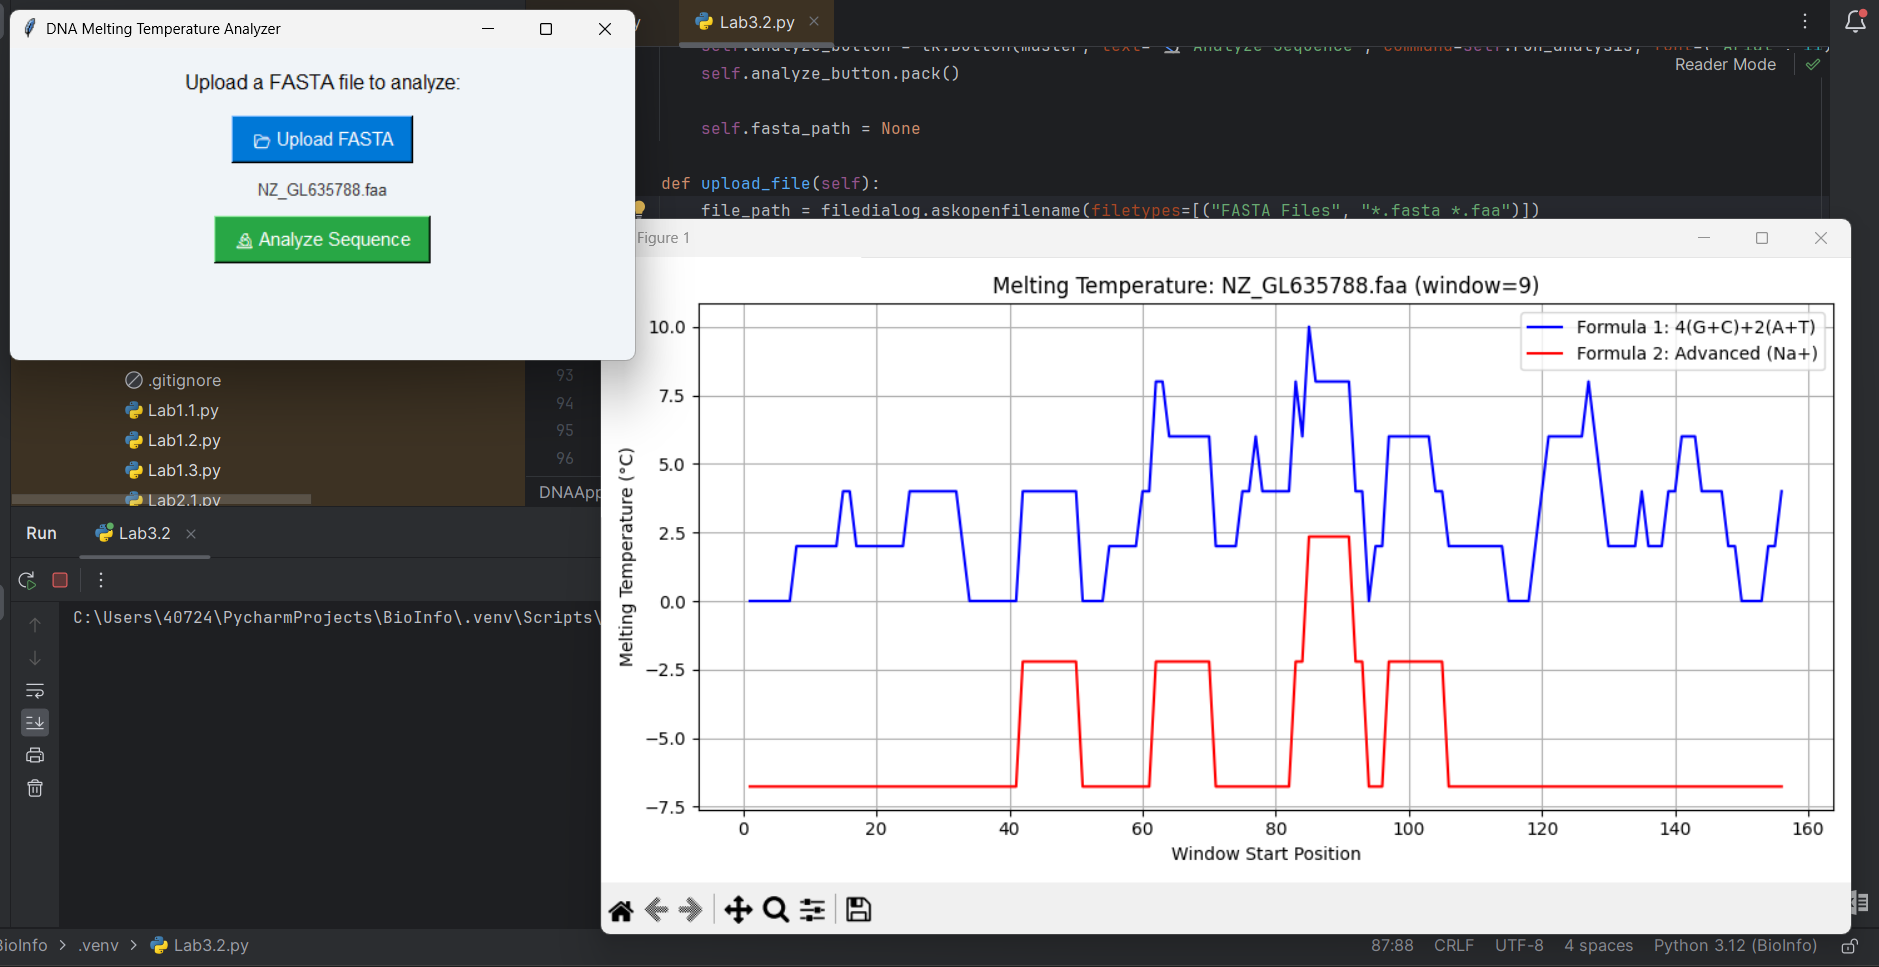 DNA Melting Temperature Analyzer
Upload a FASTA file to analyze:
Upload FASTA
NZ_GL635788.faa
Analyze Sequence
Lab3.2.py
self.analyze_button.pack()
Reader Mode
self.fasta_path = None
def upload_file(self):
file_path = filedialog.askopenfilename(filetypes=[("FASTA Files", "*.fasta *.faa")])
.gitignore
Lab1.1.py
Lab1.2.py
Lab1.3.py
Lab2.1.py
93
94
95
96
DNAApp
Run
Lab3.2
C:\Users\40724\PycharmProjects\BioInfo\.venv\Scripts\
Figure 1
Melting Temperature: NZ_GL635788.faa (window=9)
Formula 1: 4(G+C)+2(A+T)
Formula 2: Advanced (Na+)
Melting Temperature (°C)
10.0
7.5
5.0
2.5
0.0
−2.5
−5.0
−7.5
0 20 40 60 80 100 120 140 160
Window Start Position
BioInfo > .venv > Lab3.2.py
87:88 CRLF UTF-8 4 spaces Python 3.12 (BioInfo)